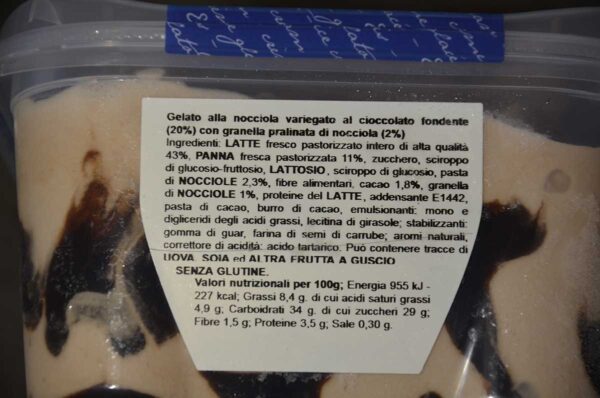 Gelato alla nocciola variegato al cioccolato fondente
(20%) con granella pralinata di nocciola (2%)
Ingredienti: LATTE fresco pastorizzato intero di alta qualità
43%, PANNA fresca pastorizzata 11%, zucchero, sciroppo
di glucosio-fruttosio, LATTOSIO, sciroppo di glucosio, pasta
di NOCCIOLE 2,3%, fibre alimentari, cacao 1,8%, granella
di NOCCIOLE 1%, proteine del LATTE, addensante E1442,
pasta di cacao, burro di cacao, emulsionanti: mono e
digliceridi degli acidi grassi, lecitina di girasole; stabilizzanti:
gomma di guar, farina di semi di carrube; aromi naturali,
correttore di acidità: acido tartarico. Può contenere tracce di
UOVA, SOIA ed ALTRA FRUTTA A GUSCIO
SENZA GLUTINE.
Valori nutrizionali per 100g; Energia 955 kJ -
227 kcal; Grassi 8,4 g. di cui acidi saturi grassi
4,9 g, Carboidrati 34 g. di cui zuccheri 29 g;
Fibre 1,5 g; Proteine 3,5 g; Sale 0,30 g.